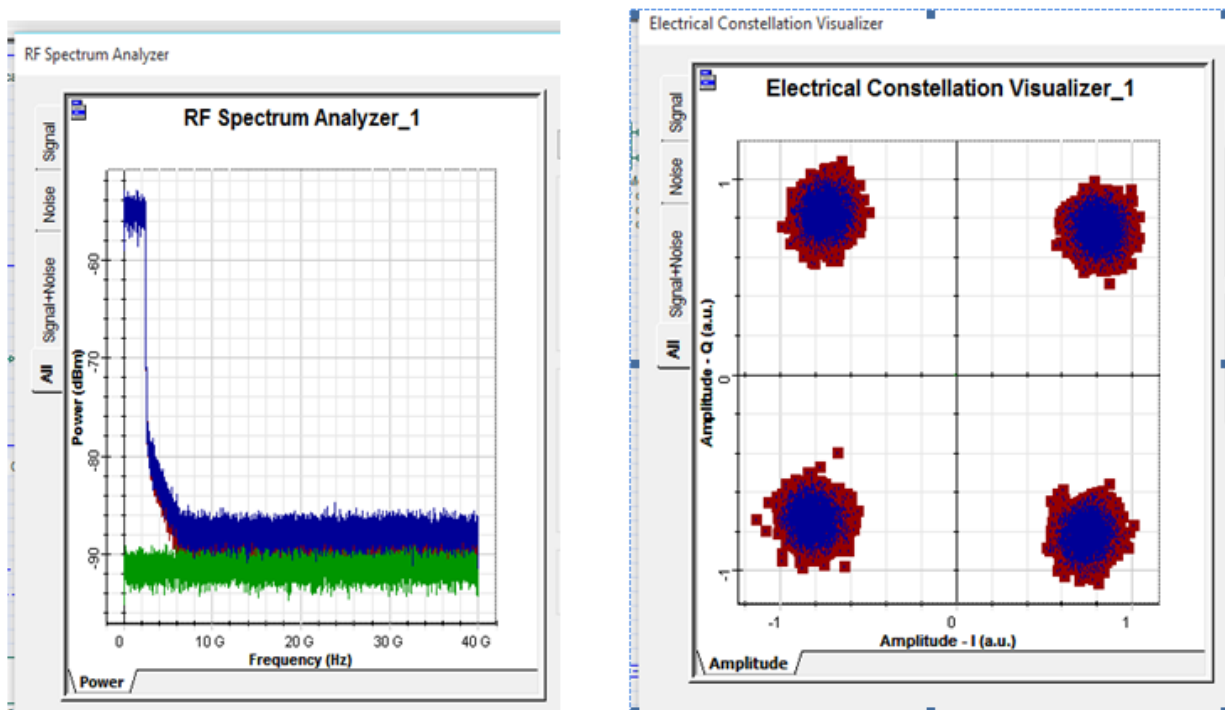 RF Spectrum Analyzer
RF Spectrum Analyzer_1
Signal
Noise
Signal+Noise
All
Power (dBm)
-60
-70
-80
-90
0
10 G
20 G
30 G
40 G
Frequency (Hz)
Power
Electrical Constellation Visualizer
Electrical Constellation Visualizer_1
Signal
Noise
Signal+Noise
All
Amplitude - Q (a.u.)
1
0
-1
-1
0
1
Amplitude - I (a.u.)
Amplitude